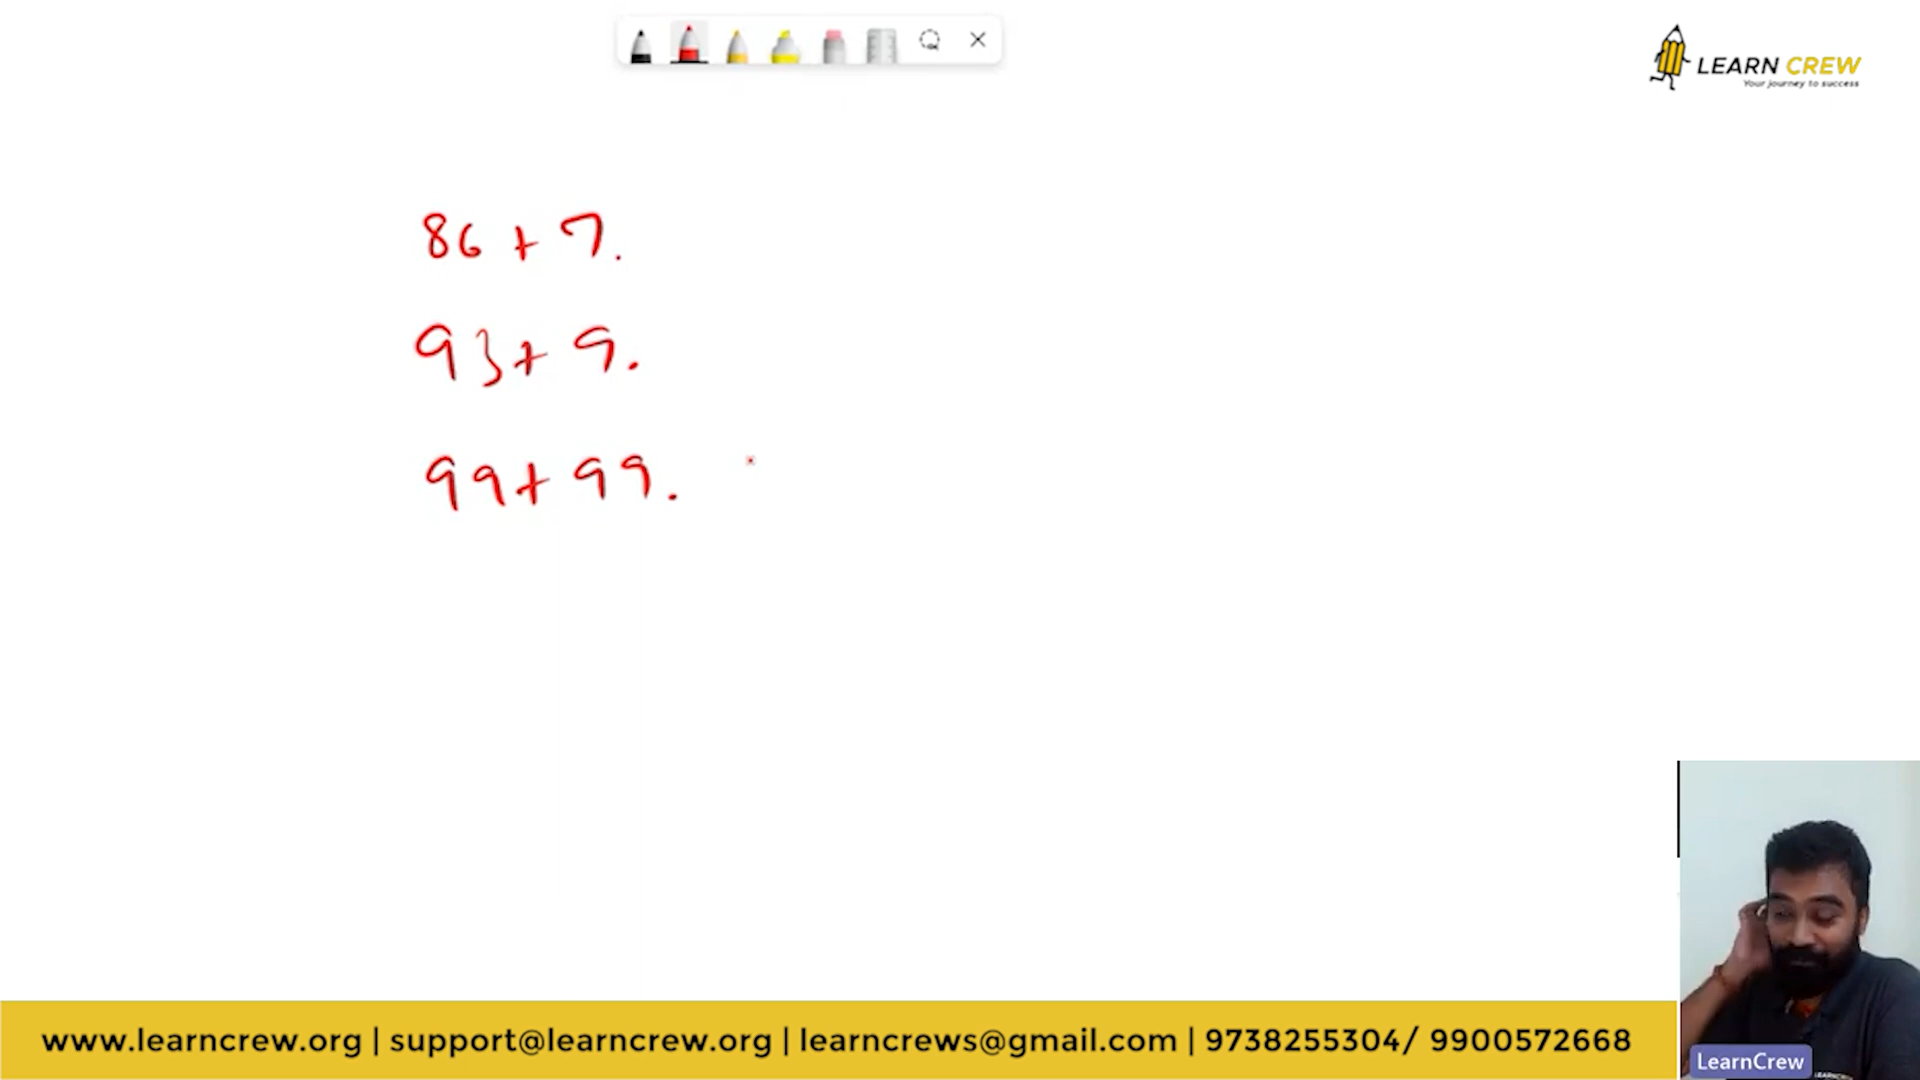 LEARN CREW
Your journey to success
86 + 7.
93 + 9.
99 + 99.
www.learncrew.org | support@learncrew.org | learncrews@gmail.com | 9738255304/ 9900572668
LearnCrew